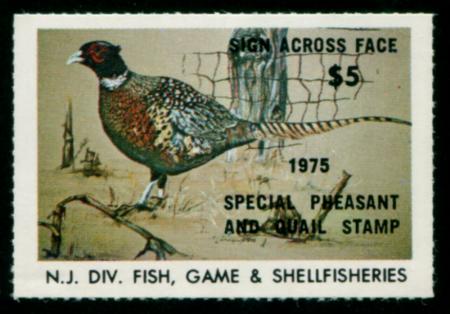 SIGN ACROSS FACE
$5
1975
SPECIAL PHEASANT
AND QUAIL STAMP
N.J. DIV. FISH, GAME & SHELLFISHERIES